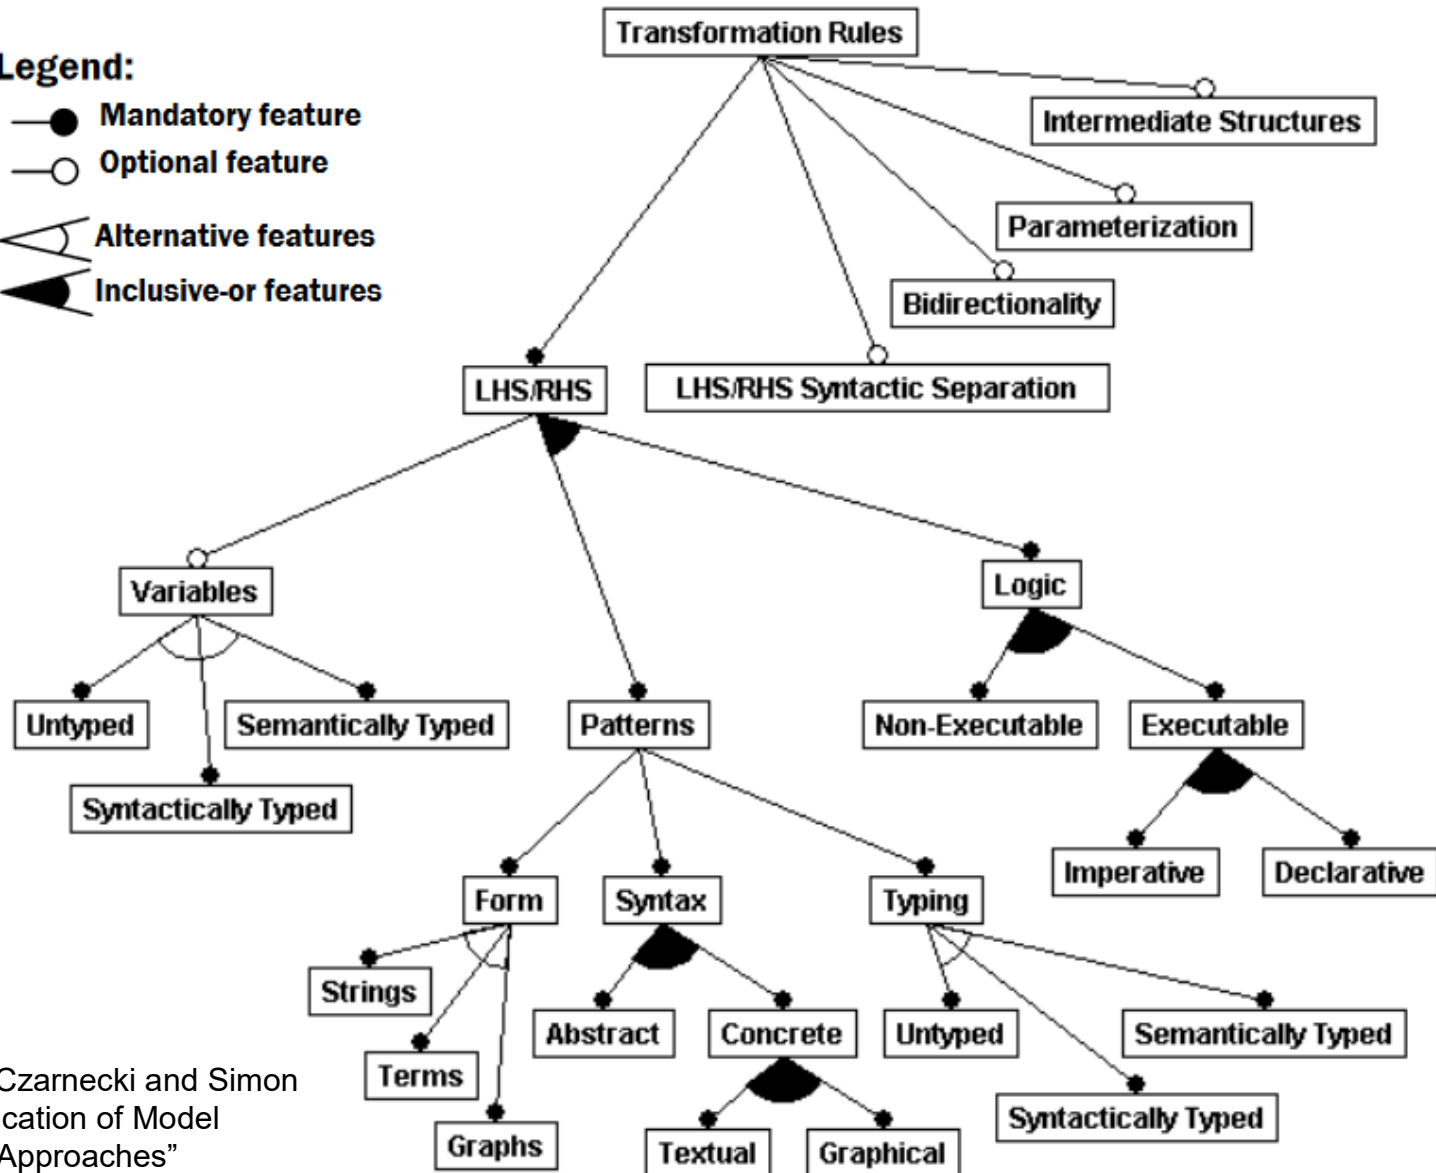 Transformation Rules
Legend:
Mandatory feature
Optional feature
Alternative features
Inclusive-or features
Intermediate Structures
Parameterization
Bidirectionality
LHS/RHS
LHS/RHS Syntactic Separation
Variables
Logic
Untyped
Semantically Typed
Patterns
Non-Executable
Executable
Syntactically Typed
Imperative
Declarative
Form
Syntax
Typing
Strings
Abstract
Concrete
Untyped
Semantically Typed
Terms
Syntactically Typed
Graphs
Textual
Graphical
Czarnecki and Simon
cation of Model
Approaches”